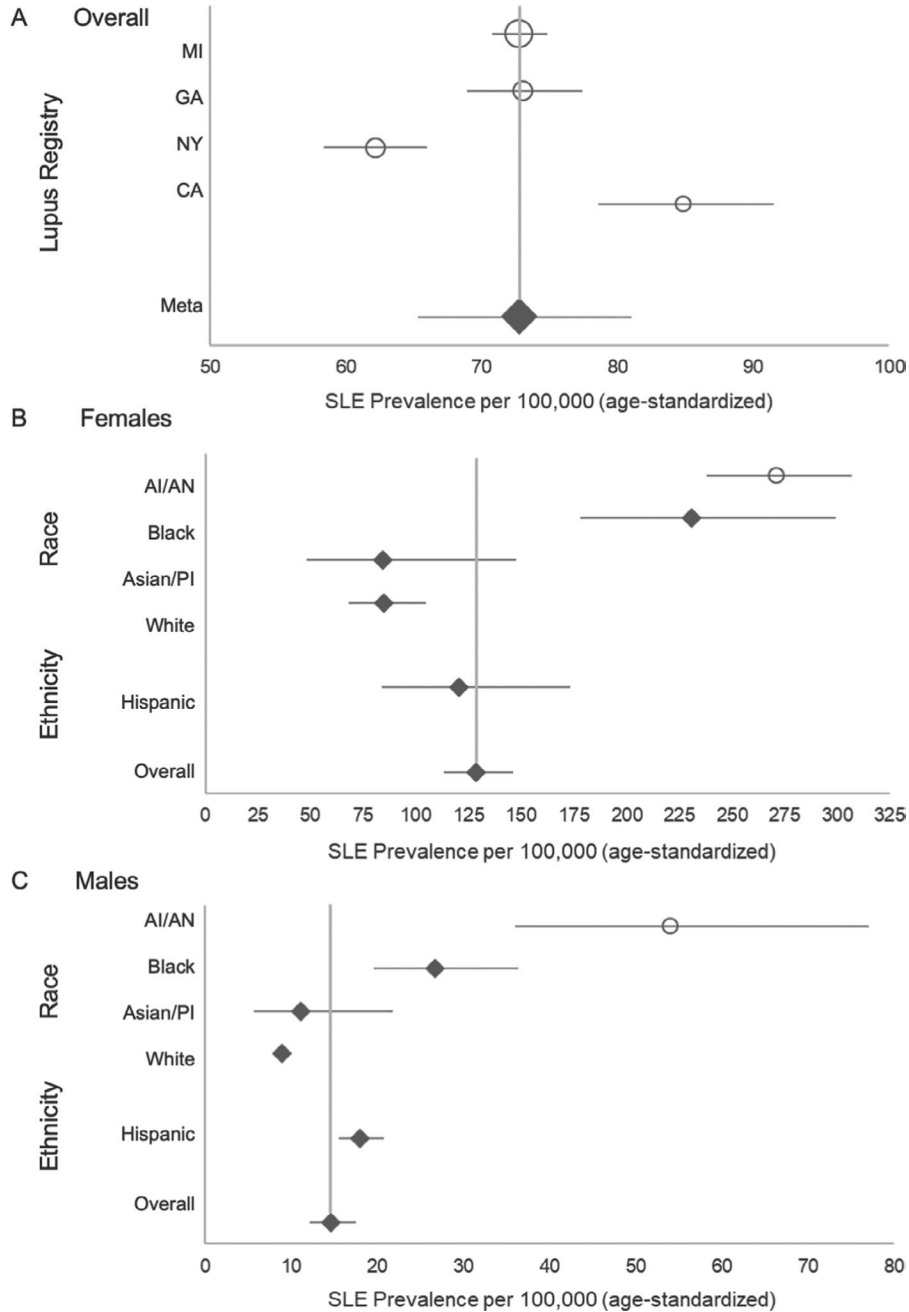 A Overall
Lupus Registry
MI
GA
NY
CA
Meta
50 60 70 80 90 100
SLE Prevalence per 100,000 (age-standardized)
B Females
Race
AI/AN
Black
Asian/PI
White
Ethnicity
Hispanic
Overall
0 25 50 75 100 125 150 175 200 225 250 275 300 325
SLE Prevalence per 100,000 (age-standardized)
C Males
Race
AI/AN
Black
Asian/PI
White
Ethnicity
Hispanic
Overall
0 10 20 30 40 50 60 70 80
SLE Prevalence per 100,000 (age-standardized)